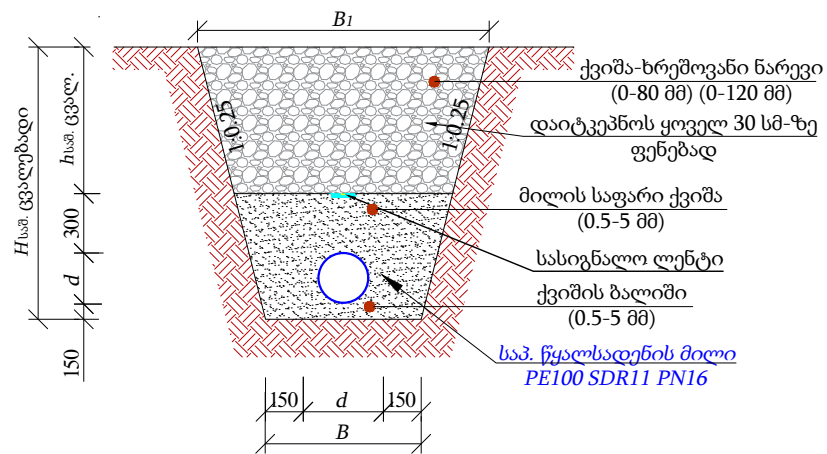 B1
ქვიშა-ხრეშოვანი ნარევი
(0-80 მმ) (0-120 მმ)
დაიტკეპნოს ყოველ 30 სმ-ზე
ფენებად
მილის საფარი ქვიშა
(0.5-5 მმ)
სასიგნალო ლენტი
ქვიშის ბალიში
(0.5-5 მმ)
საპ. წყალსადენის მილი
PE100 SDR11 PN16
Hსაშ. ცვალებადი
hსაშ. ცვალ.
300
d
150
1:0.25
1:0.25
150
d
150
B